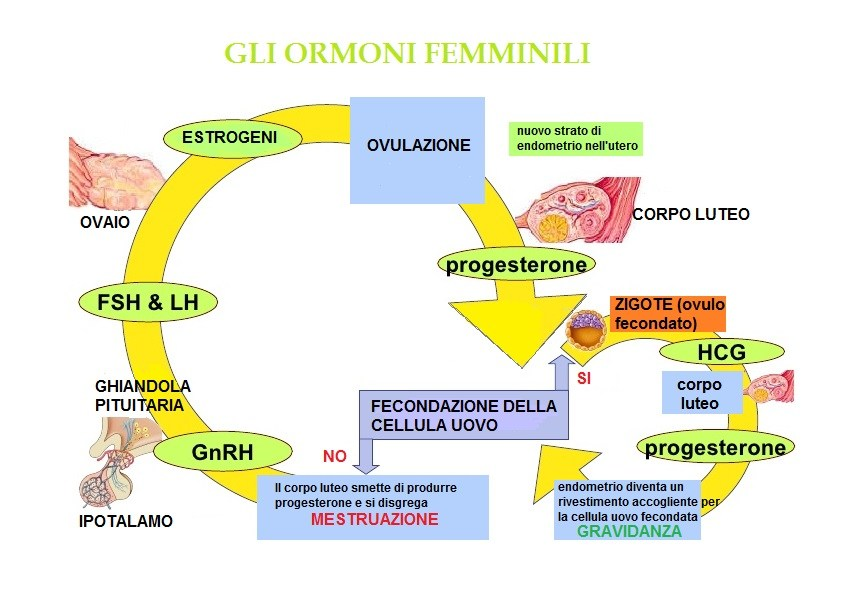 GLI ORMONI FEMMINILI
ESTROGENI
OVULAZIONE
nuovo strato di
endometrio nell'utero
OVAIO
CORPO LUTEO
progesterone
FSH & LH
ZIGOTE (ovulo
fecondato)
HCG
SI
corpo
luteo
GHIANDOLA
PITUITARIA
FECONDAZIONE DELLA
CELLULA UOVO
GnRH
NO
progesterone
IPOTALAMO
Il corpo luteo smette di produrre
progesterone e si disgrega
MESTRUAZIONE
endometrio diventa un
rivestimento accogliente per
la cellula uovo fecondata
GRAVIDANZA